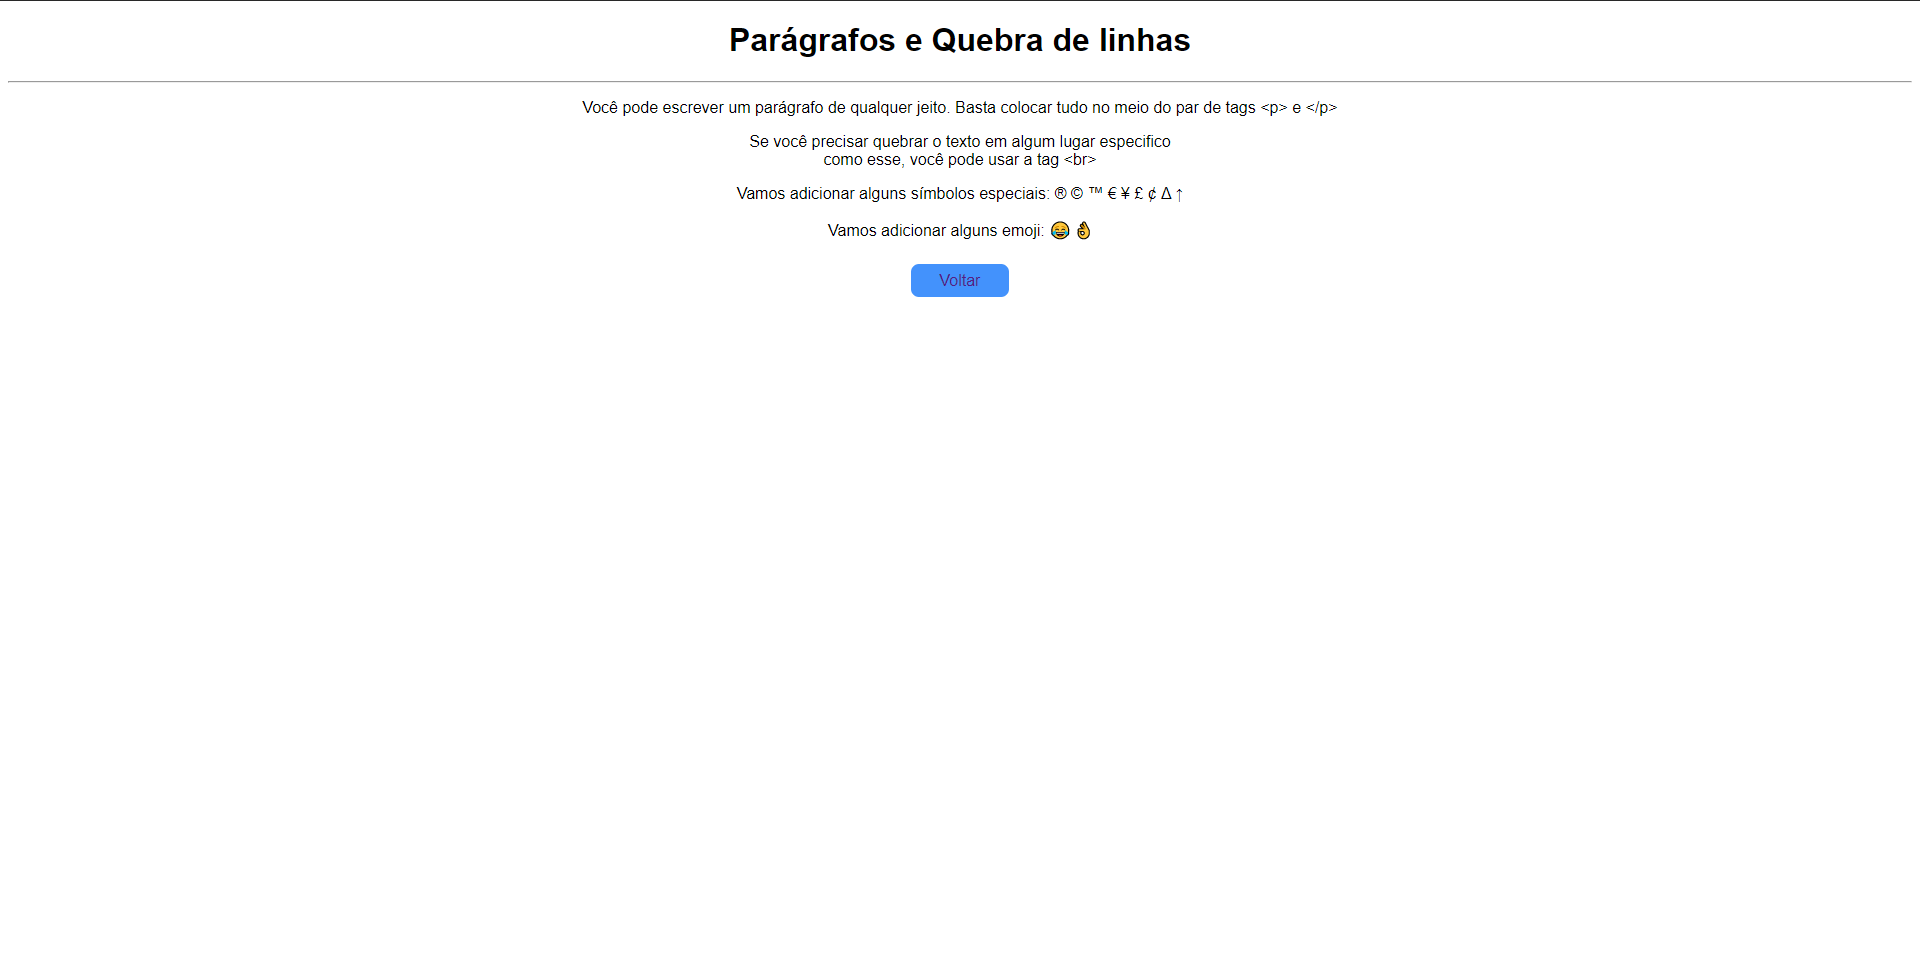 Parágrafos e Quebra de linhas
Você pode escrever um parágrafo de qualquer jeito. Basta colocar tudo no meio do par de tags <p> e </p>
Se você precisar quebrar o texto em algum lugar especifico
como esse, você pode usar a tag <br>
Vamos adicionar alguns símbolos especiais: ® © ™ € ¥ £ ¢ Δ ↑
Vamos adicionar alguns emoji: 😂 👌
Voltar